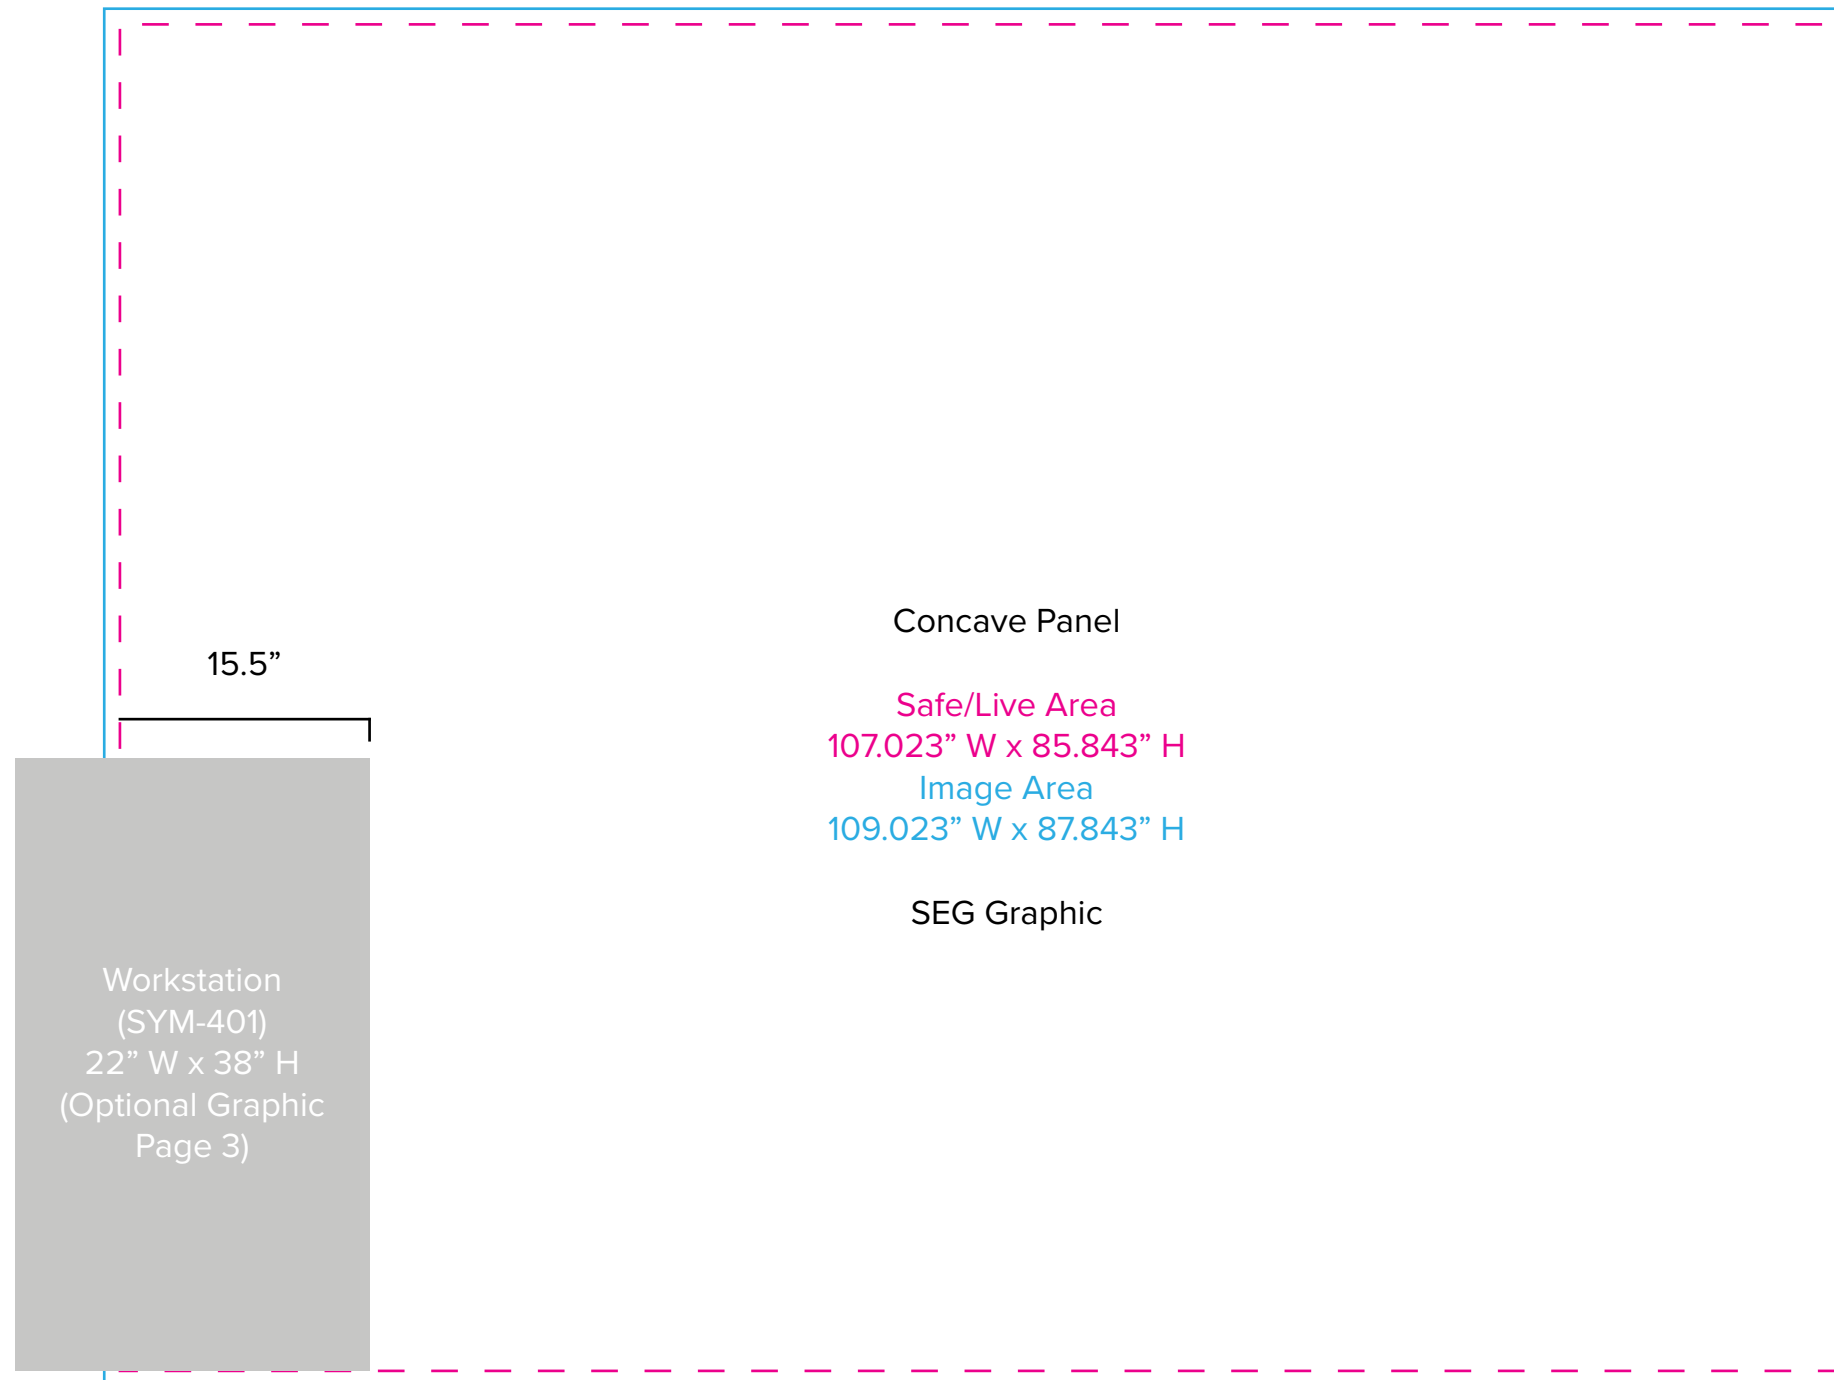 15.5”
Concave Panel
Safe/Live Area
107.023” W x 85.843” H
Image Area
109.023” W x 87.843” H
SEG Graphic
Workstation
(SYM-401)
22” W x 38” H
(Optional Graphic
Page 3)